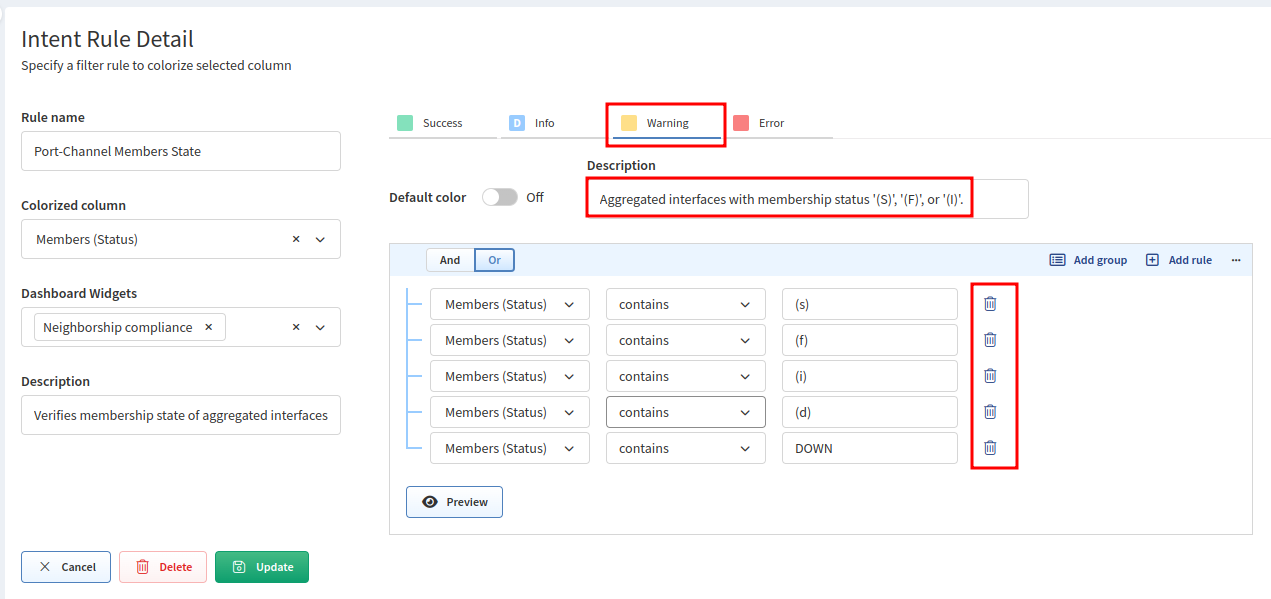 Intent Rule Detail
Specify a filter rule to colorize selected column
Rule name
Port-Channel Members State
Colorized column
Members (Status)
Dashboard Widgets
Neighborship compliance
Description
Verifies membership state of aggregated interfaces
Cancel
Delete
Update
Success
D Info
Warning
Error
Default color
Off
Description
Aggregated interfaces with membership status '(S)', '(F)', or '(I)'.
And
Or
Add group
Add rule
Members (Status) contains (s)
Members (Status) contains (f)
Members (Status) contains (i)
Members (Status) contains (d)
Members (Status) contains DOWN
Preview